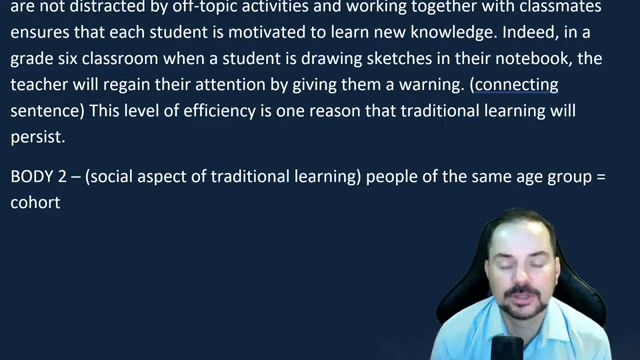 are not distracted by off-topic activities and working together with classmates
ensures that each student is motivated to learn new knowledge. Indeed, in a
grade six classroom when a student is drawing sketches in their notebook, the
teacher will regain their attention by giving them a warning. (connecting
sentence) This level of efficiency is one reason that traditional learning will
persist.
BODY 2 – (social aspect of traditional learning) people of the same age group =
cohort